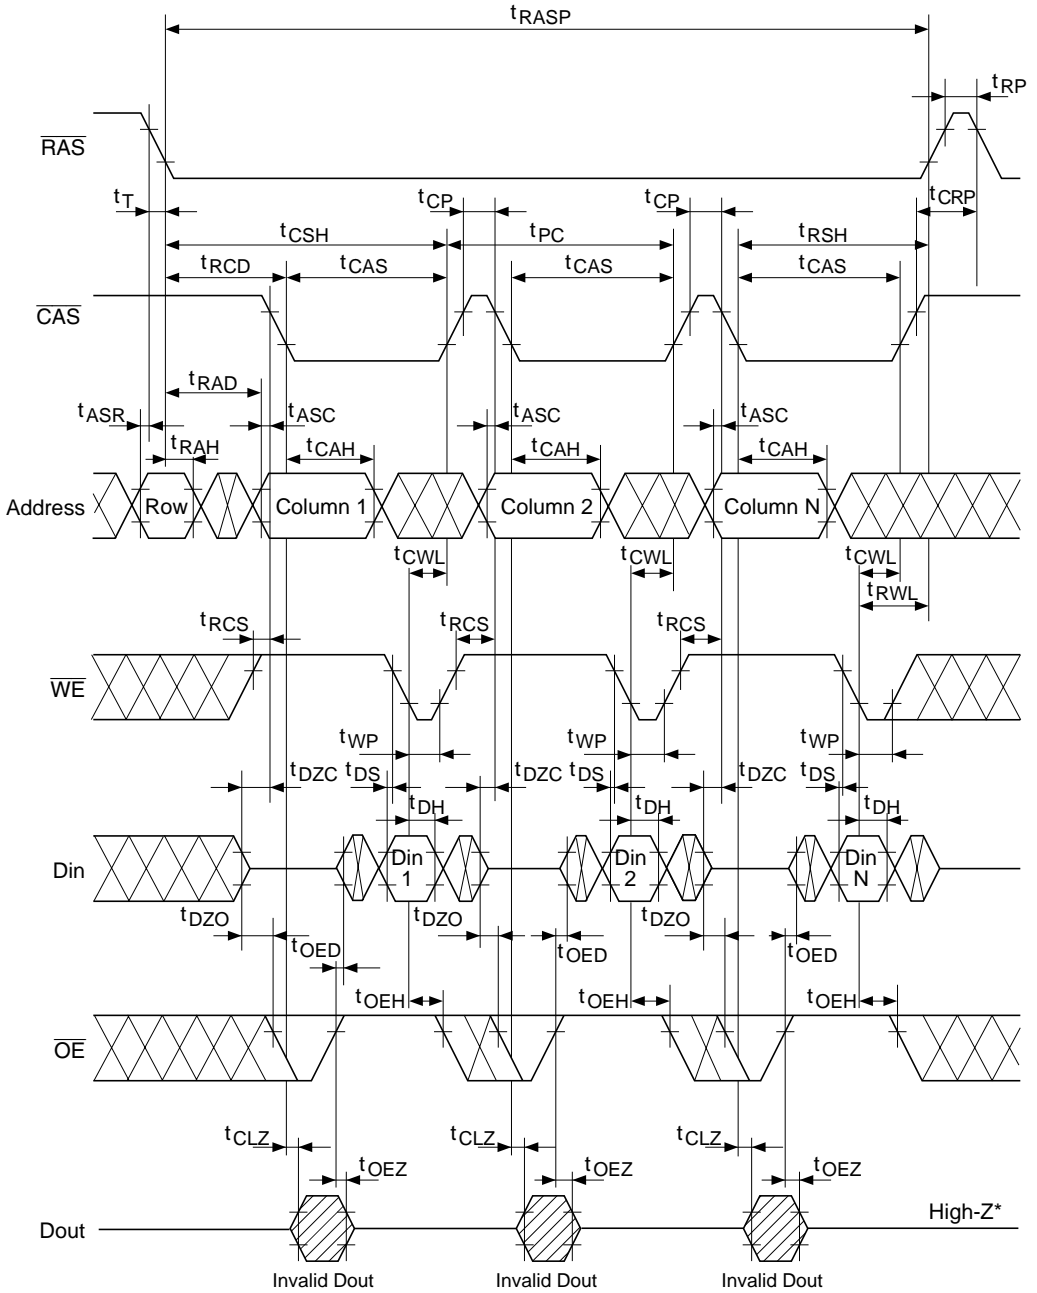 tRASP
tRP
RAS
tT
tCP
tCP
tCRP
tCSH
tPC
tRSH
tRCD
tCAS
tCAS
tCAS
CAS
tRAD
tASR
tASC
tASC
tASC
tRAH
tCAH
tCAH
tCAH
Address
Row
Column 1
Column 2
Column N
tCWL
tCWL
tCWL
tRWL
tRCS
tRCS
tRCS
WE
tWP
tWP
tWP
tDZC
tDS
tDZC
tDS
tDZC
tDS
tDH
tDH
tDH
Din
Din 1
Din 2
Din N
tDZO
tDZO
tDZO
tOED
tOED
tOED
tOEH
tOEH
tOEH
OE
tCLZ
tCLZ
tCLZ
tOEZ
tOEZ
tOEZ
Dout
High-Z*
Invalid Dout
Invalid Dout
Invalid Dout